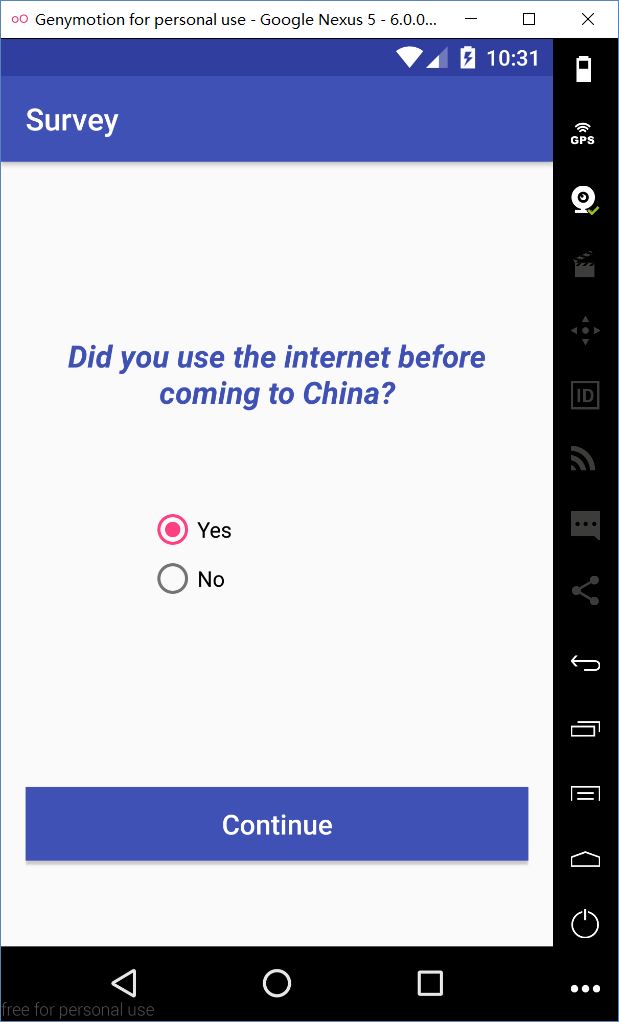 Genymotion for personal use - Google Nexus 5 - 6.0.0...
10:31
GPS
Survey
ID
Did you use the internet before
coming to China?
Yes
No
Continue
free for personal use